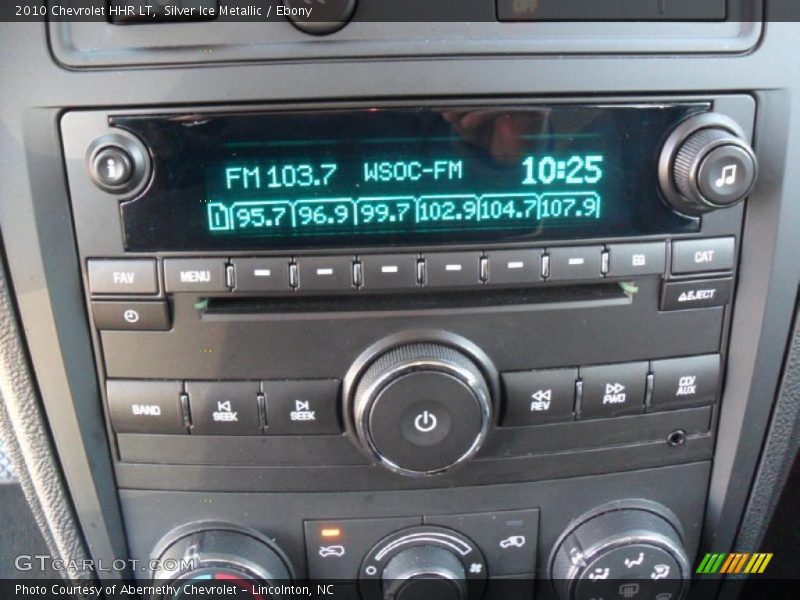 2010 Chevrolet HHR LT, Silver Ice Metallic / Ebony
FM 103.7 WSOC-FM 10:25
1 95.7 96.9 99.7 102.9 104.7 107.9
i
FAV MENU CAT
EJECT
BAND SEEK SEEK REV FWD CD/AUX
GTCARLOT.COM
Photo Courtesy of Abernethy Chevrolet - Lincolnton, NC